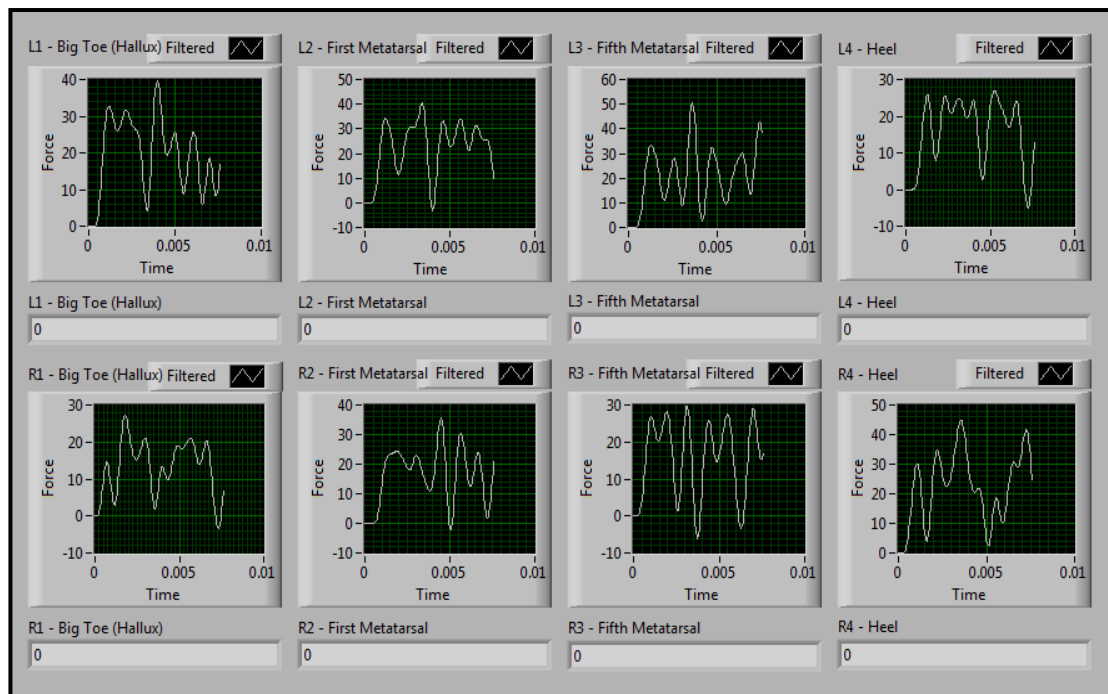 L1 - Big Toe (Hallux) Filtered
40
30
20
10
0
Force
0 0.005 0.01
Time
L1 - Big Toe (Hallux)
0
L2 - First Metatarsal Filtered
50
40
30
20
10
0
-10
Force
0 0.005 0.01
Time
L2 - First Metatarsal
0
L3 - Fifth Metatarsal Filtered
60
50
40
30
20
10
0
Force
0 0.005 0.01
Time
L3 - Fifth Metatarsal
0
L4 - Heel Filtered
30
20
10
0
-10
Force
0 0.005 0.01
Time
L4 - Heel
0
R1 - Big Toe (Hallux) Filtered
30
20
10
0
-10
Force
0 0.005 0.01
Time
R1 - Big Toe (Hallux)
0
R2 - First Metatarsal Filtered
40
30
20
10
0
-10
Force
0 0.005 0.01
Time
R2 - First Metatarsal
0
R3 - Fifth Metatarsal Filtered
30
20
10
0
-10
Force
0 0.005 0.01
Time
R3 - Fifth Metatarsal
0
R4 - Heel Filtered
50
40
30
20
10
0
Force
0 0.005 0.01
Time
R4 - Heel
0